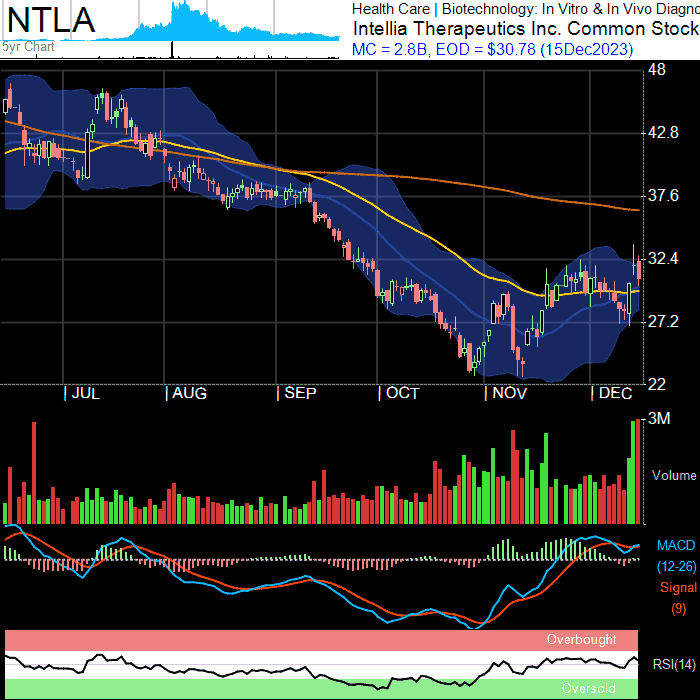 NTLA
5yr Chart
Health Care | Biotechnology: In Vitro & In Vivo Diagno
Intellia Therapeutics Inc. Common Stock
MC = 2.8B, EOD = $30.78 (15Dec2023)
48
42.8
37.6
32.4
27.2
22
| JUL | AUG | SEP | OCT | NOV | DEC
3M
Volume
MACD
(12-26)
Signal
(9)
Overbought
RSI(14)
Oversold